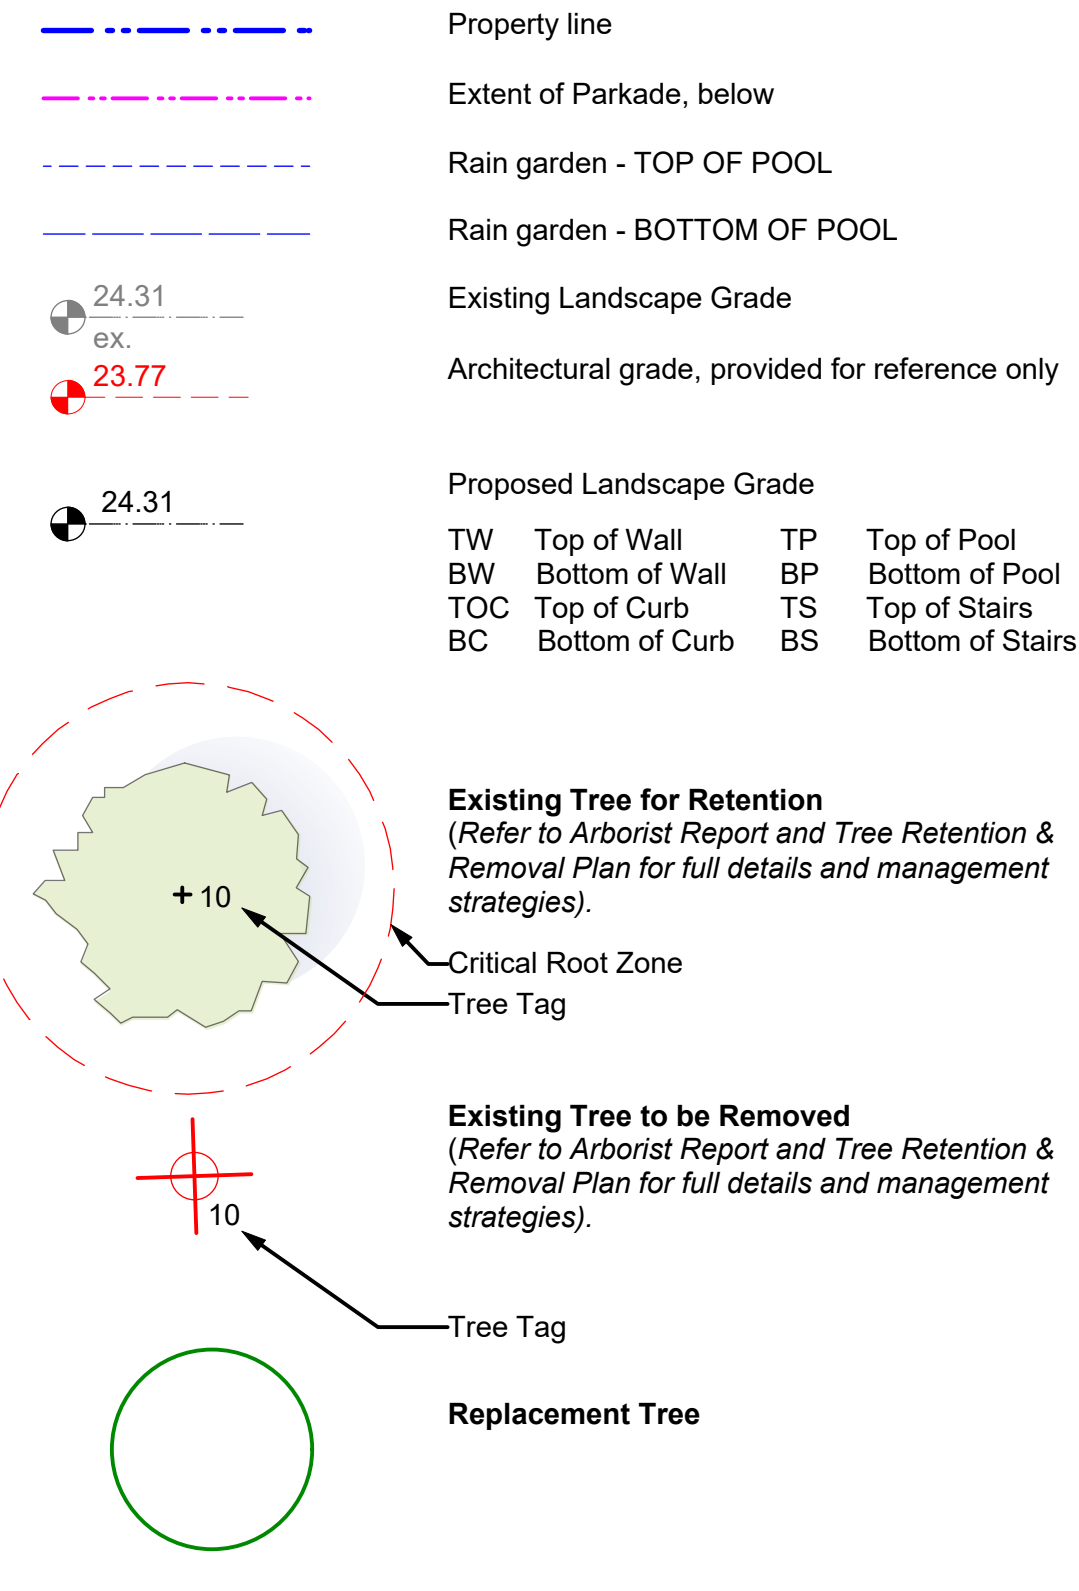 Property line
Extent of Parkade, below
Rain garden - TOP OF POOL
Rain garden - BOTTOM OF POOL
24.31
ex.
Existing Landscape Grade
23.77
Architectural grade, provided for reference only
24.31
Proposed Landscape Grade
TW Top of Wall TP Top of Pool
BW Bottom of Wall BP Bottom of Pool
TOC Top of Curb TS Top of Stairs
BC Bottom of Curb BS Bottom of Stairs
Existing Tree for Retention
(Refer to Arborist Report and Tree Retention &
Removal Plan for full details and management
strategies).
10
Critical Root Zone
Tree Tag
Existing Tree to be Removed
(Refer to Arborist Report and Tree Retention &
Removal Plan for full details and management
strategies).
10
Tree Tag
Replacement Tree